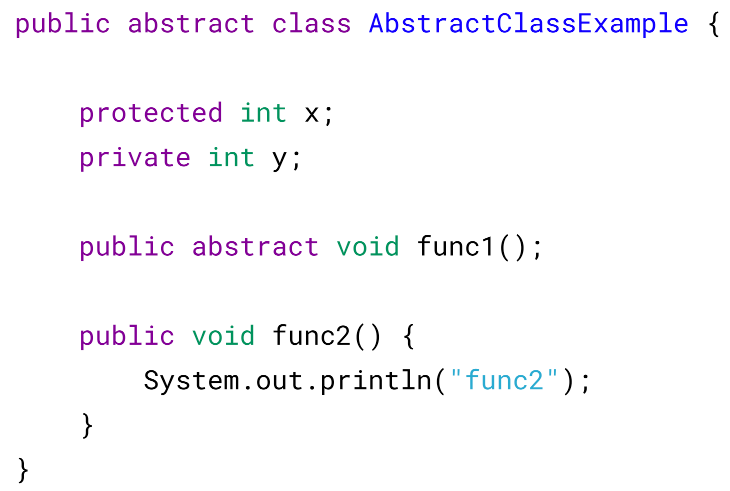 public abstract class AbstractClassExample {
protected int x;
private int y;
public abstract void func1();
public void func2() {
System.out.println("func2");
}
}